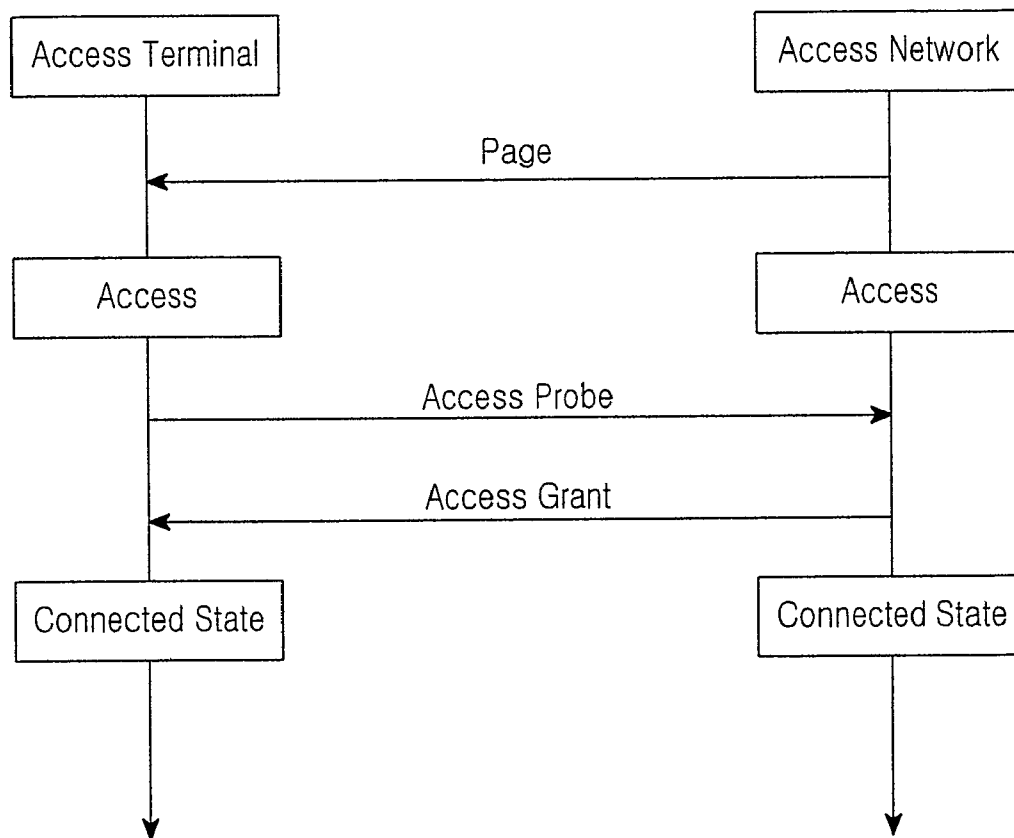 Access Terminal
Access Network
Page
Access
Access
Access Probe
Access Grant
Connected State
Connected State